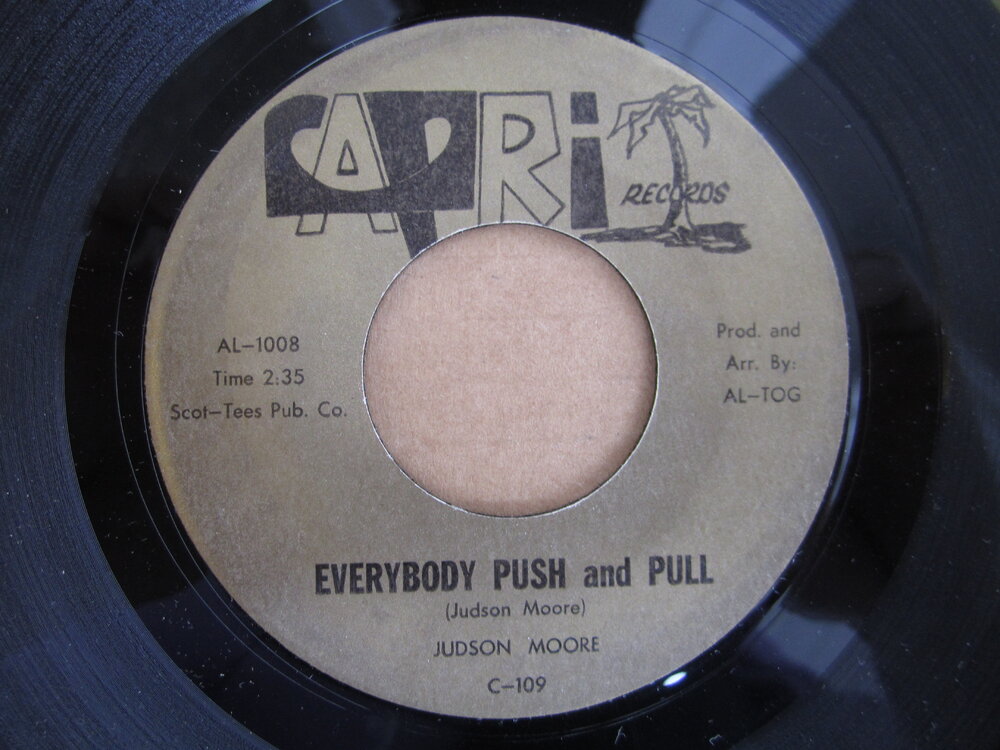 CAPRI
RECORDS
AL-1008
Time 2:35
Scot-Tees Pub. Co.
Prod. and
Arr. By:
AL-TOG
EVERYBODY PUSH and PULL
(Judson Moore)
JUDSON MOORE
C-109